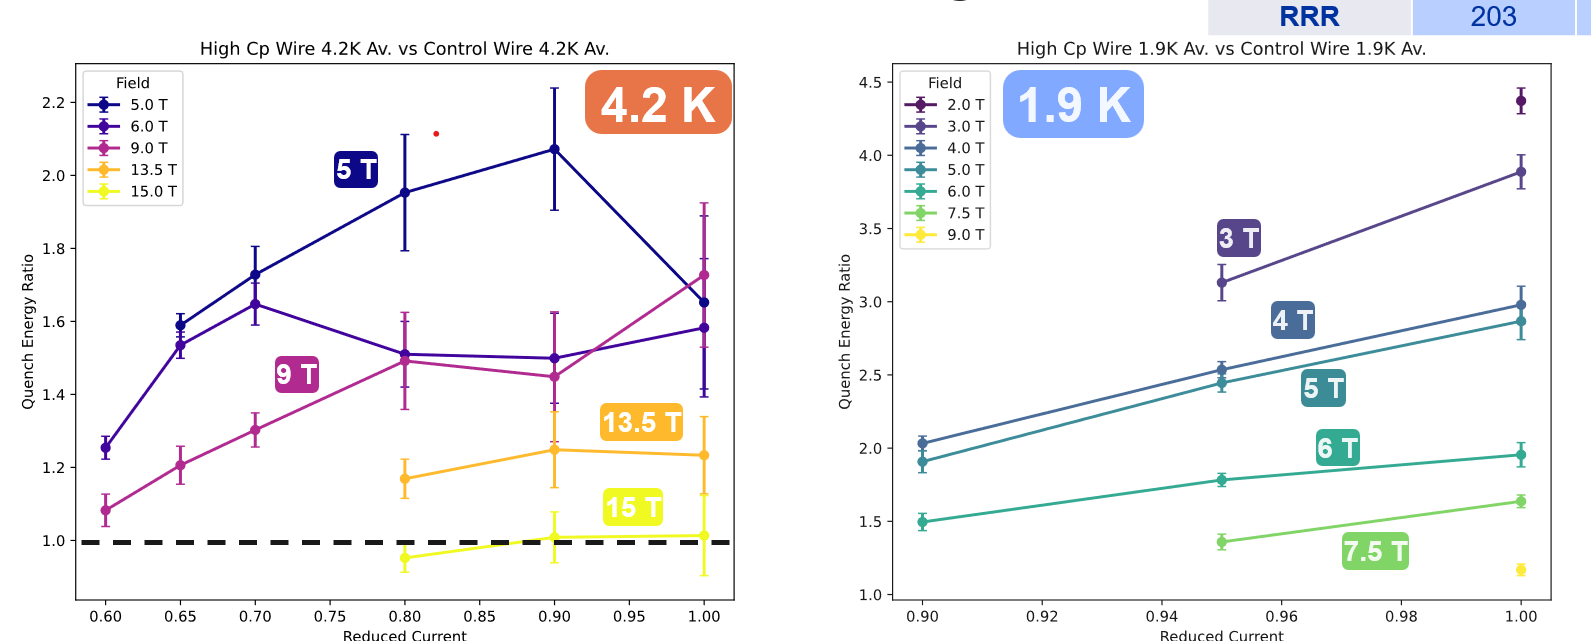 RRR 203
High Cp Wire 4.2K Av. vs Control Wire 4.2K Av.
Field
5.0 T
6.0 T
9.0 T
13.5 T
15.0 T
4.2 K
5 T
9 T
13.5 T
15 T
Quench Energy Ratio
2.2
2.0
1.8
1.6
1.4
1.2
1.0
0.60 0.65 0.70 0.75 0.80 0.85 0.90 0.95 1.00
Reduced Current
High Cp Wire 1.9K Av. vs Control Wire 1.9K Av.
Field
2.0 T
3.0 T
4.0 T
5.0 T
6.0 T
7.5 T
9.0 T
1.9 K
3 T
4 T
5 T
6 T
7.5 T
Quench Energy Ratio
4.5
4.0
3.5
3.0
2.5
2.0
1.5
1.0
0.90 0.92 0.94 0.96 0.98 1.00
Reduced Current